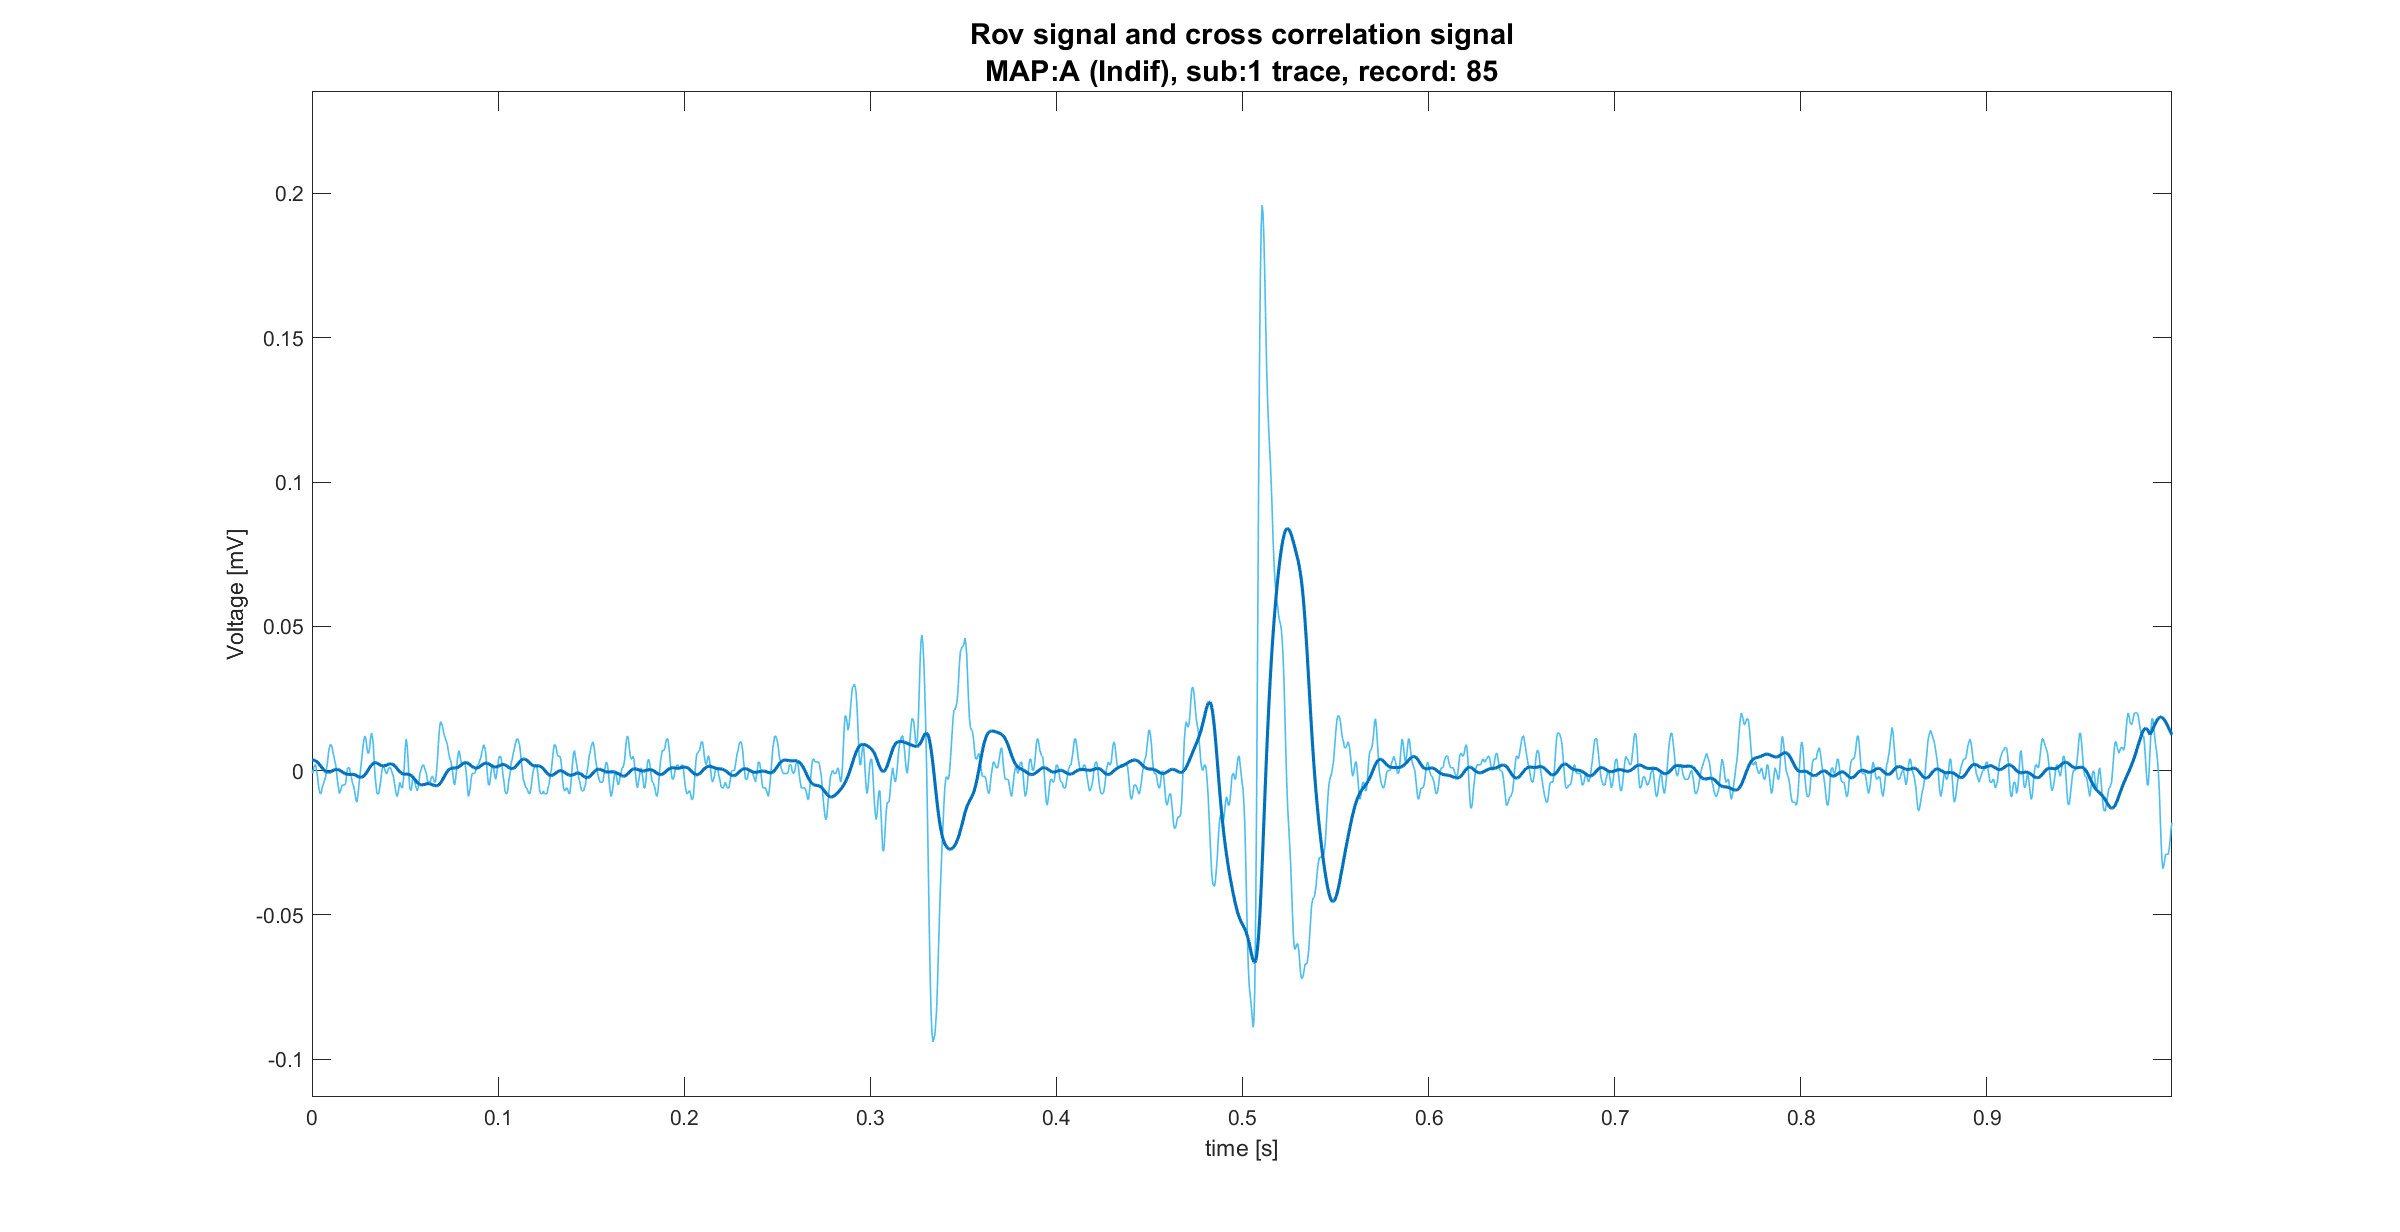 Rov signal and cross correlation signal
MAP:A (Indif), sub:1 trace, record: 85
0.2
0.15
0.1
0.05
0
-0.05
-0.1
Voltage [mV]
0 0.1 0.2 0.3 0.4 0.5 0.6 0.7 0.8 0.9
time [s]